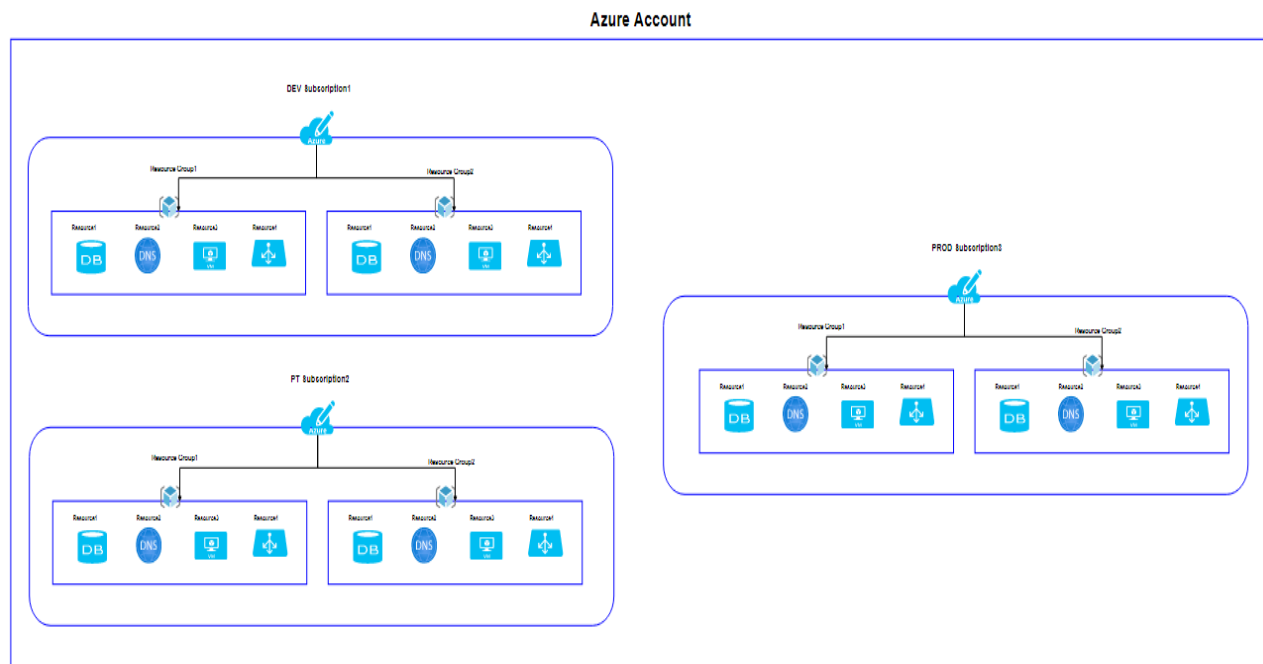 Azure Account
DEV Subscription1
Azure
Resource Group1
Resource Group2
Resource1 Resource2 Resource3 Resource4
Resource1 Resource2 Resource3 Resource4
DB DNS VM
DB DNS VM
PT Subscription2
Azure
Resource Group1
Resource Group2
Resource1 Resource2 Resource3 Resource4
Resource1 Resource2 Resource3 Resource4
DB DNS VM
DB DNS VM
PROD Subscription3
Azure
Resource Group1
Resource Group2
Resource1 Resource2 Resource3 Resource4
Resource1 Resource2 Resource3 Resource4
DB DNS VM
DB DNS VM